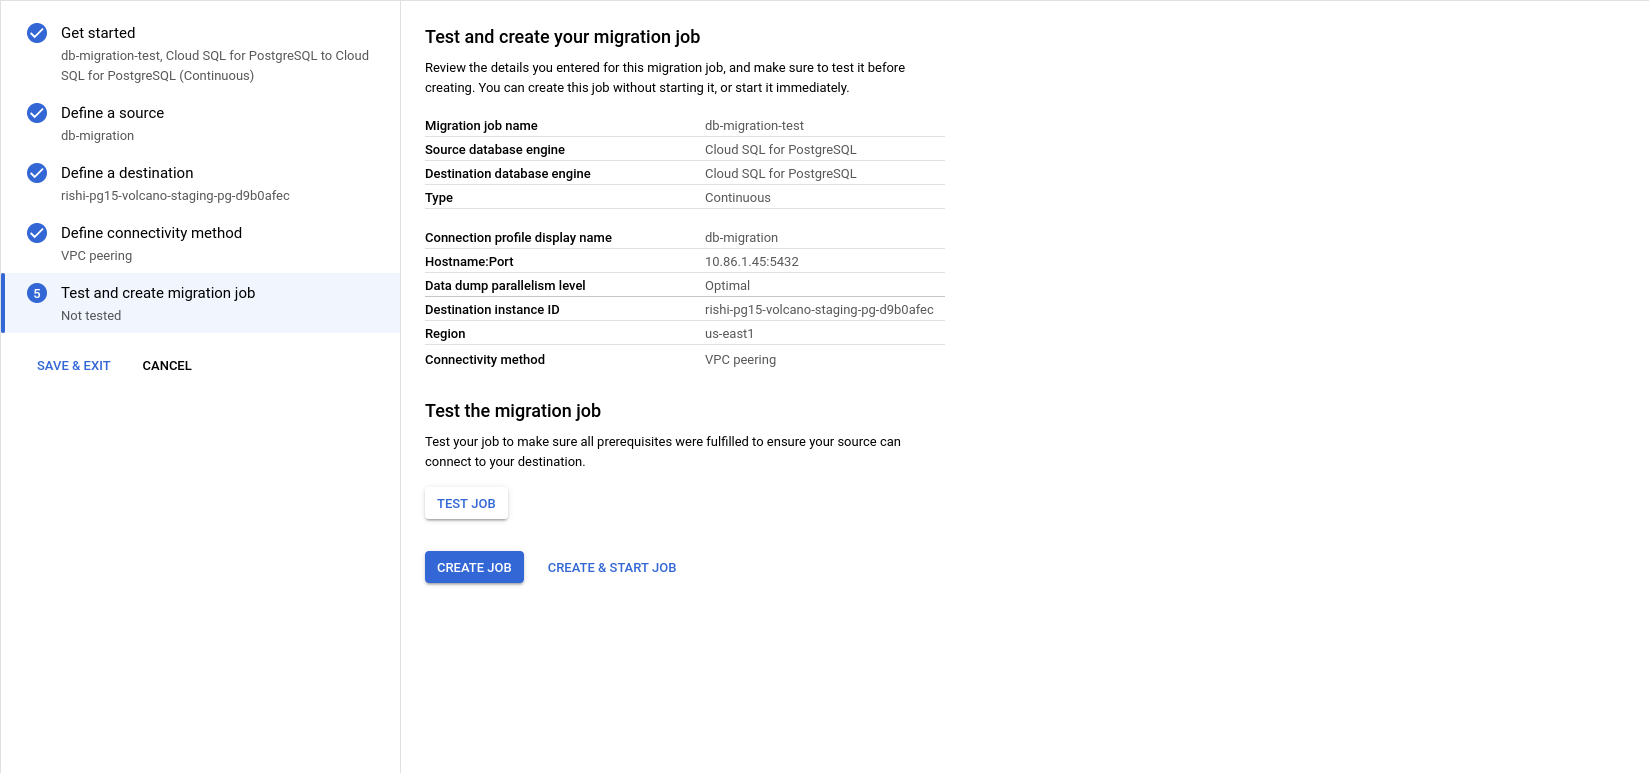 Get started
db-migration-test, Cloud SQL for PostgreSQL to Cloud
SQL for PostgreSQL (Continuous)
Define a source
db-migration
Define a destination
rishi-pg15-volcano-staging-pg-d9b0afec
Define connectivity method
VPC peering
5 Test and create migration job
Not tested
SAVE & EXIT CANCEL
Test and create your migration job
Review the details you entered for this migration job, and make sure to test it before
creating. You can create this job without starting it, or start it immediately.
Migration job name db-migration-test
Source database engine Cloud SQL for PostgreSQL
Destination database engine Cloud SQL for PostgreSQL
Type Continuous
Connection profile display name db-migration
Hostname:Port 10.86.1.45:5432
Data dump parallelism level Optimal
Destination instance ID rishi-pg15-volcano-staging-pg-d9b0afec
Region us-east1
Connectivity method VPC peering
Test the migration job
Test your job to make sure all prerequisites were fulfilled to ensure your source can
connect to your destination.
TEST JOB
CREATE JOB CREATE & START JOB